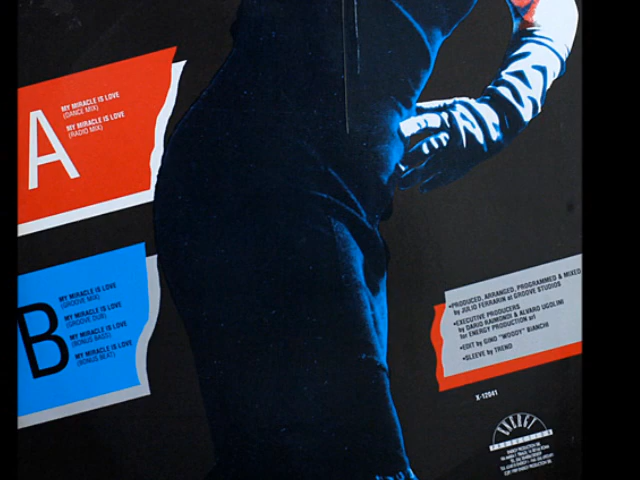 A
MY MIRACLE IS LOVE
(DANCE MIX)
MY MIRACLE IS LOVE
(RADIO MIX)
B
MY MIRACLE IS LOVE
(GROOVE MIX)
MY MIRACLE IS LOVE
(GROOVE DUB)
MY MIRACLE IS LOVE
(BONUS BASS)
MY MIRACLE IS LOVE
(BONUS BEAT)
•PRODUCED, ARRANGED, PROGRAMMED & MIXED
by JULIO FERRARIN at GROOVE STUDIOS
•EXECUTIVE PRODUCERS
by DARIO RAIMONDI & ALVARO UGOLINI
for ENERGY PRODUCTION srl
•EDIT by GINO "WOODY" BIANCHI
•SLEEVE by TREND
X-12041
ENERGY
PRODUCTION